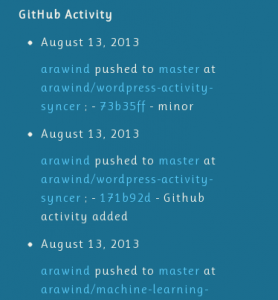 GitHub Activity
• August 13, 2013
arawind pushed to master at
arawind/wordpress-activity-
syncer ; - 73b35ff - minor
• August 13, 2013
arawind pushed to master at
arawind/wordpress-activity-
syncer ; - 171b92d - Github
activity added
• August 13, 2013
arawind pushed to master at
arawind/machine-learning-